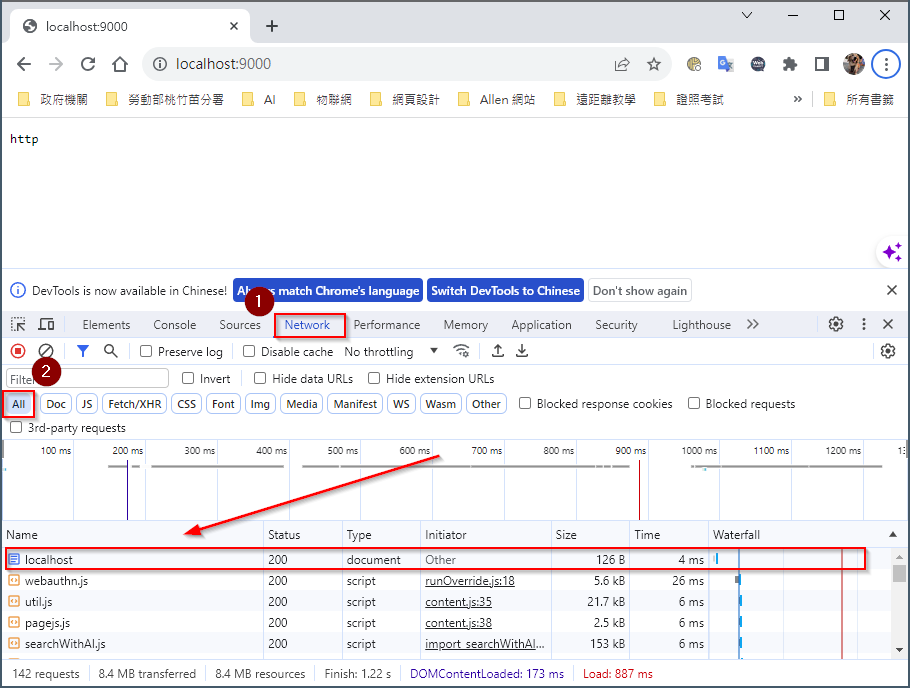 localhost:9000
localhost:9000
政府機關 勞動部桃竹苗分署 AI 物聯網 網頁設計 Allen 網站 遠距離教學 證照考試 » 所有書籤
http
DevTools is now available in Chinese! Always match Chrome's language Switch DevTools to Chinese Don't show again
1
Elements Console Sources Network Performance Memory Application Security Lighthouse
Preserve log Disable cache No throttling
2
Filter Invert Hide data URLs Hide extension URLs
All Doc JS Fetch/XHR CSS Font Img Media Manifest WS Wasm Other Blocked response cookies Blocked requests
3rd-party requests
100 ms 200 ms 300 ms 400 ms 500 ms 600 ms 700 ms 800 ms 900 ms 1000 ms 1100 ms 1200 ms
Name Status Type Initiator Size Time Waterfall
localhost 200 document Other 126 B 4 ms
webauthn.js 200 script runOverride.js:18 5.6 kB 26 ms
util.js 200 script content.js:35 21.7 kB 6 ms
pagejs.js 200 script content.js:38 2.5 kB 6 ms
searchWithAI.js 200 script import_searchWithAI... 153 kB 6 ms
142 requests 8.4 MB transferred 8.4 MB resources Finish: 1.22 s DOMContentLoaded: 173 ms Load: 887 ms